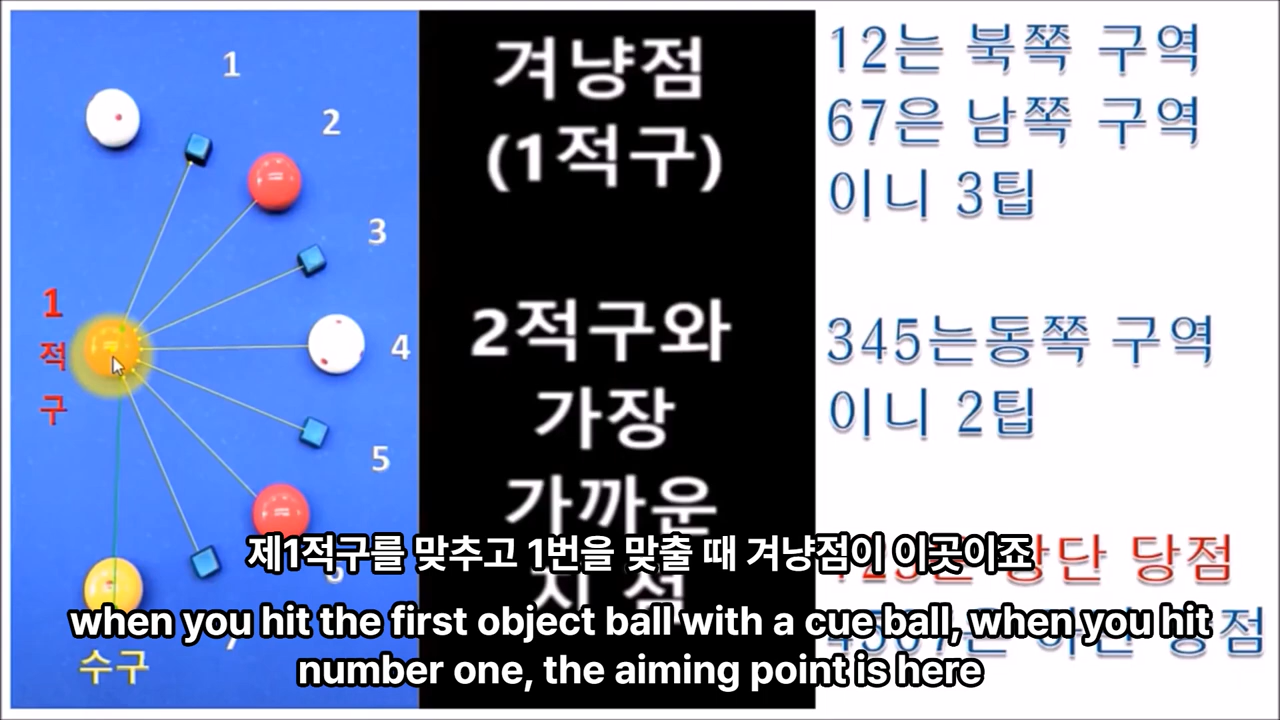 1
2
3
4
5
1
적
구
수구
겨냥점
(1적구)
2적구와
가장
가까운
12는 북쪽 구역
67은 남쪽 구역
이니 3팁
345는동쪽 구역
이니 2팁
당점
당점
제1적구를 맞추고 1번을 맞출 때 겨냥점이 이곳이죠
when you hit the first object ball with a cue ball, when you hit
number one, the aiming point is here